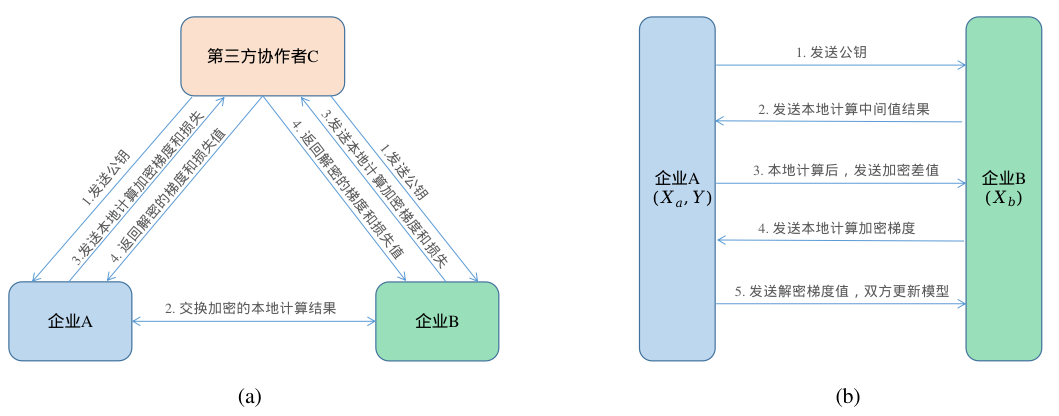 第三方协作者C
1.发送公钥
3.发送本地计算加密梯度和损失
4. 返回解密的梯度和损失值
4. 返回解密的梯度和损失值
3.发送本地计算加密梯度和损失
1.发送公钥
企业A
2. 交换加密的本地计算结果
企业B
(a)
1. 发送公钥
2. 发送本地计算中间值结果
企业A
(Xₐ, Y)
3. 本地计算后，发送加密差值
企业B
(X_b)
4. 发送本地计算加密梯度
5. 发送解密梯度值，双方更新模型
(b)